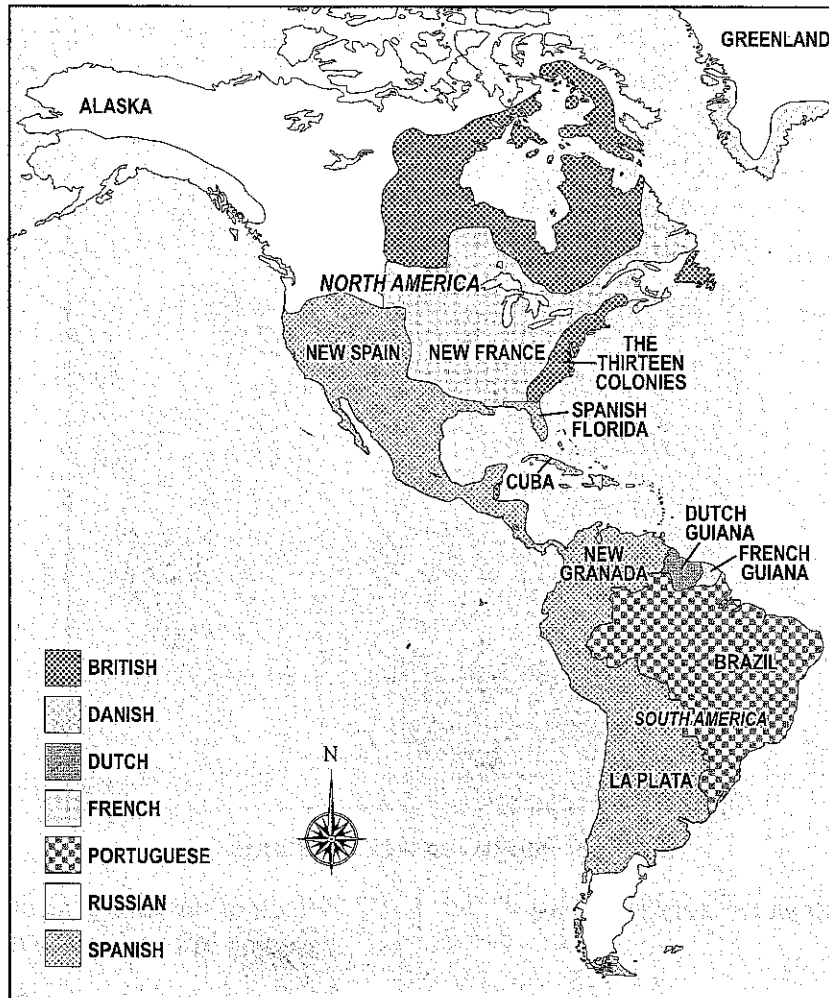 GREENLAND
ALASKA
NORTH AMERICA
NEW SPAIN
NEW FRANCE
THE
THIRTEEN
COLONIES
SPANISH
FLORIDA
CUBA
DUTCH
GUIANA
NEW
GRANADA
FRENCH
GUIANA
BRAZIL
SOUTH AMERICA
LA PLATA
BRITISH
DANISH
DUTCH
FRENCH
PORTUGUESE
RUSSIAN
SPANISH
N